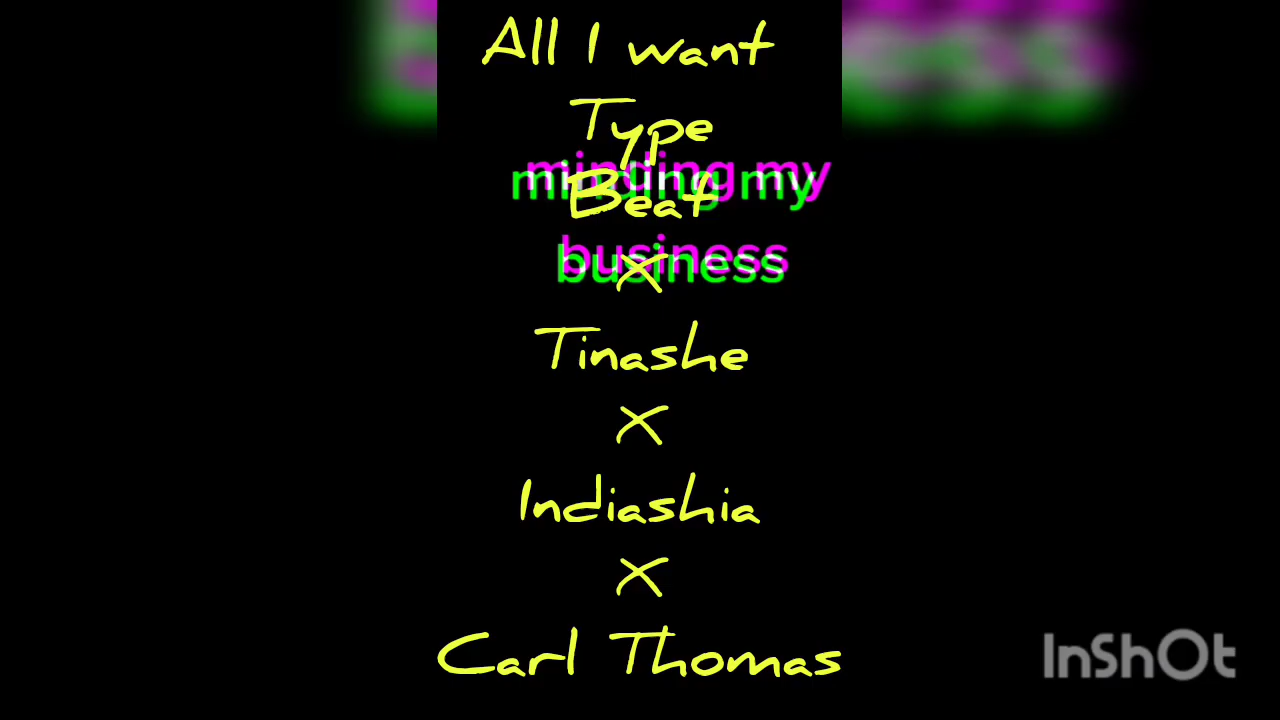 All I want
Type
minding my
Beat
business
X
Tinashe
X
Indiashia
X
Carl Thomas
InShOt